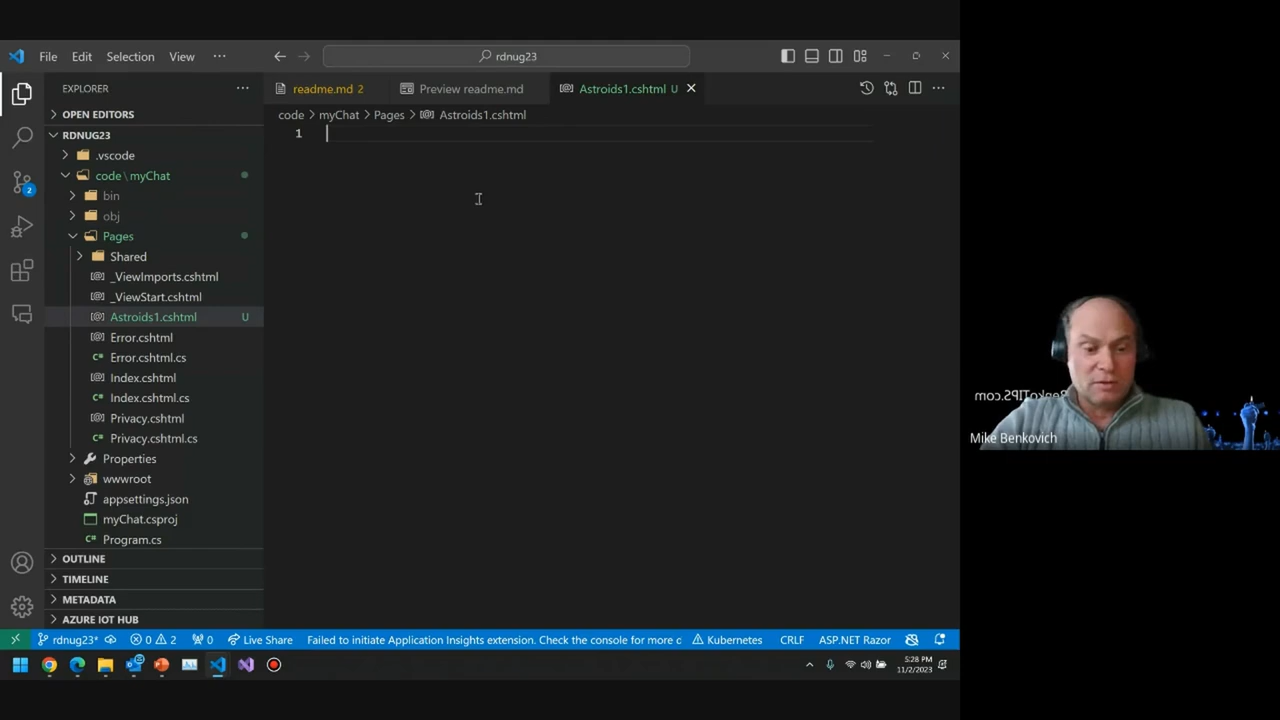 File Edit Selection View ··· rdnug23
EXPLORER ···
readme.md 2 Preview readme.md Astroids1.cshtml U
OPEN EDITORS
code > myChat > Pages > Astroids1.cshtml
RDNUG23
1
.vscode
code\myChat
bin
obj
Pages
Shared
_ViewImports.cshtml
_ViewStart.cshtml
Astroids1.cshtml U
Error.cshtml
Error.cshtml.cs
Index.cshtml
Index.cshtml.cs
Privacy.cshtml
Privacy.cshtml.cs
Properties
wwwroot
appsettings.json
myChat.csproj
Program.cs
OUTLINE
TIMELINE
METADATA
AZURE IOT HUB
2
rdnug23* 0 2 0 Live Share Failed to initiate Application Insights extension. Check the console for more d Kubernetes CRLF ASP.NET Razor
5:28 PM
11/2/2023
BenkoTIPS.com
Mike Benkovich